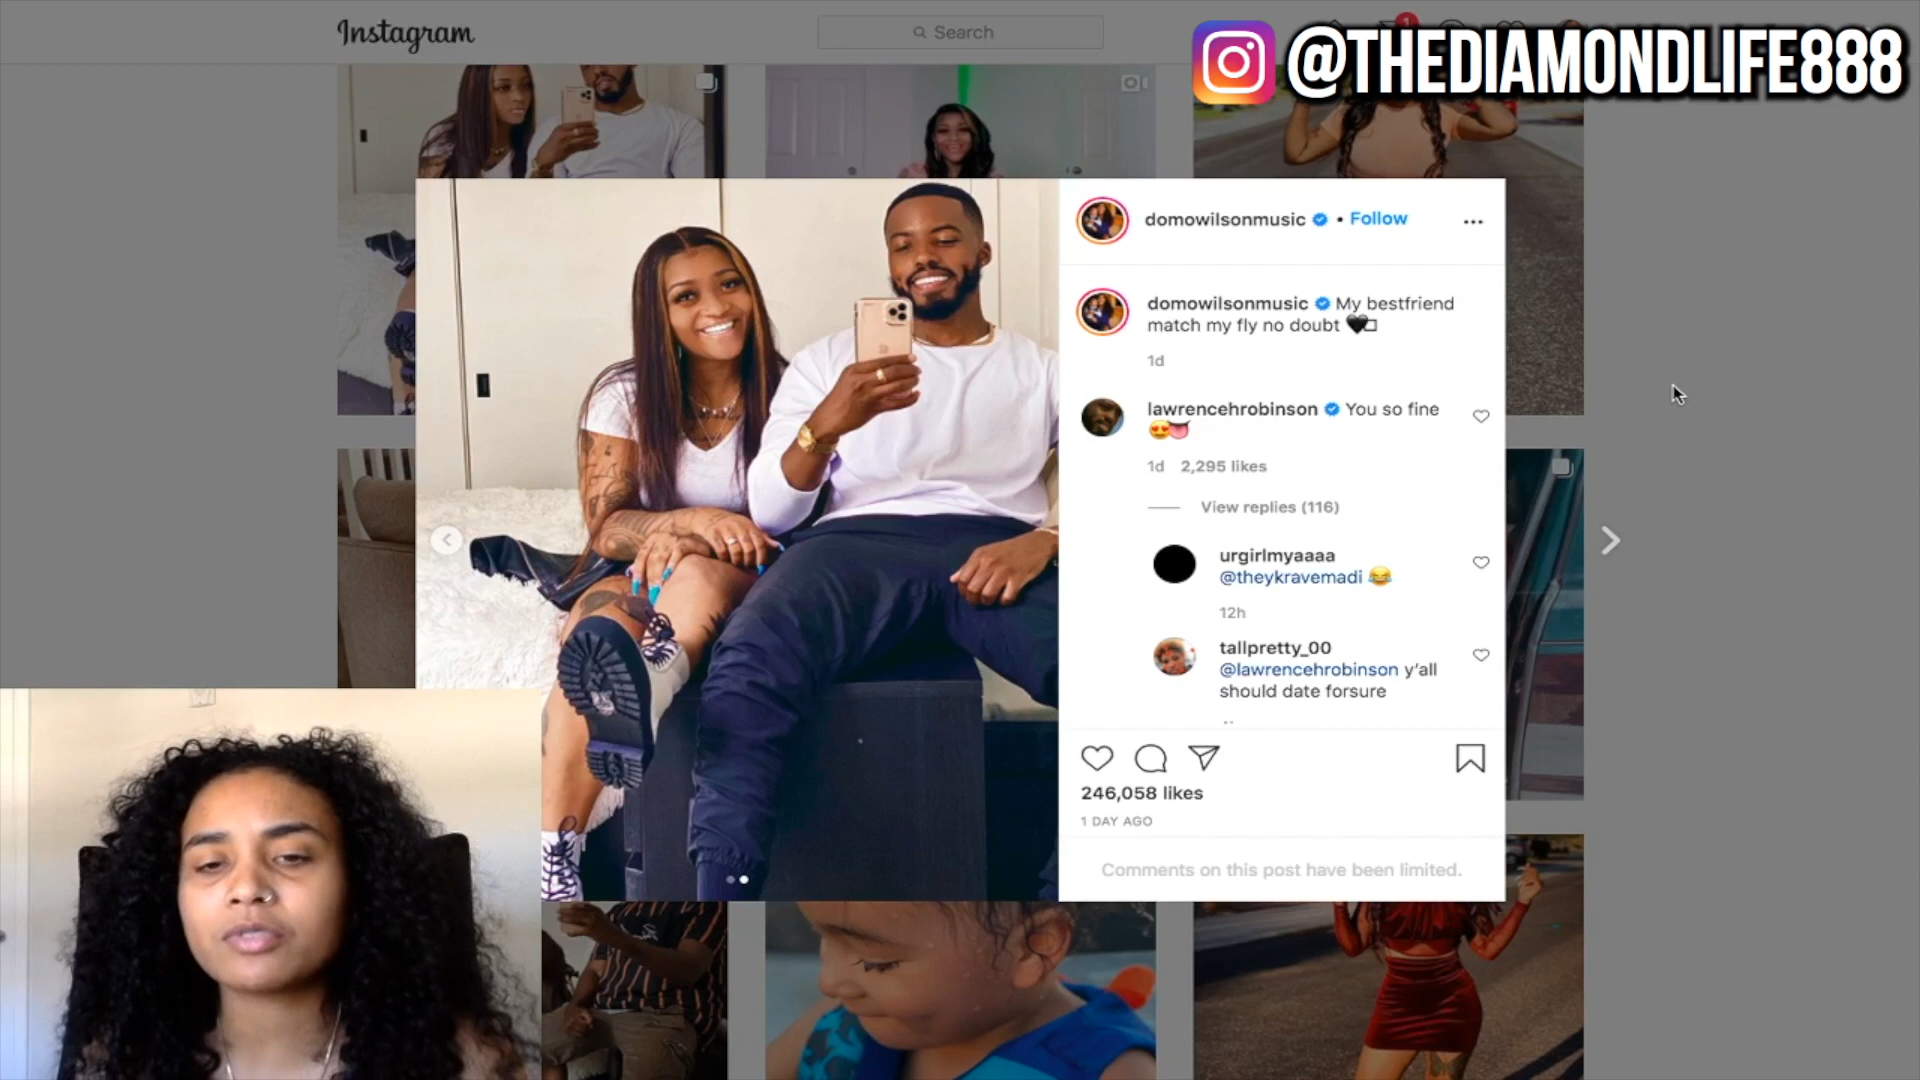 Instagram
Search
1
@THEDIAMONDLIFE888
domowilsonmusic • Follow
domowilsonmusic My bestfriend
match my fly no doubt
1d
lawrencehrobinson You so fine
1d 2,295 likes
View replies (116)
urgirlmyaaaa
@theykravemadi
12h
tallpretty_00
@lawrencehrobinson y'all
should date forsure
246,058 likes
1 DAY AGO
Comments on this post have been limited.